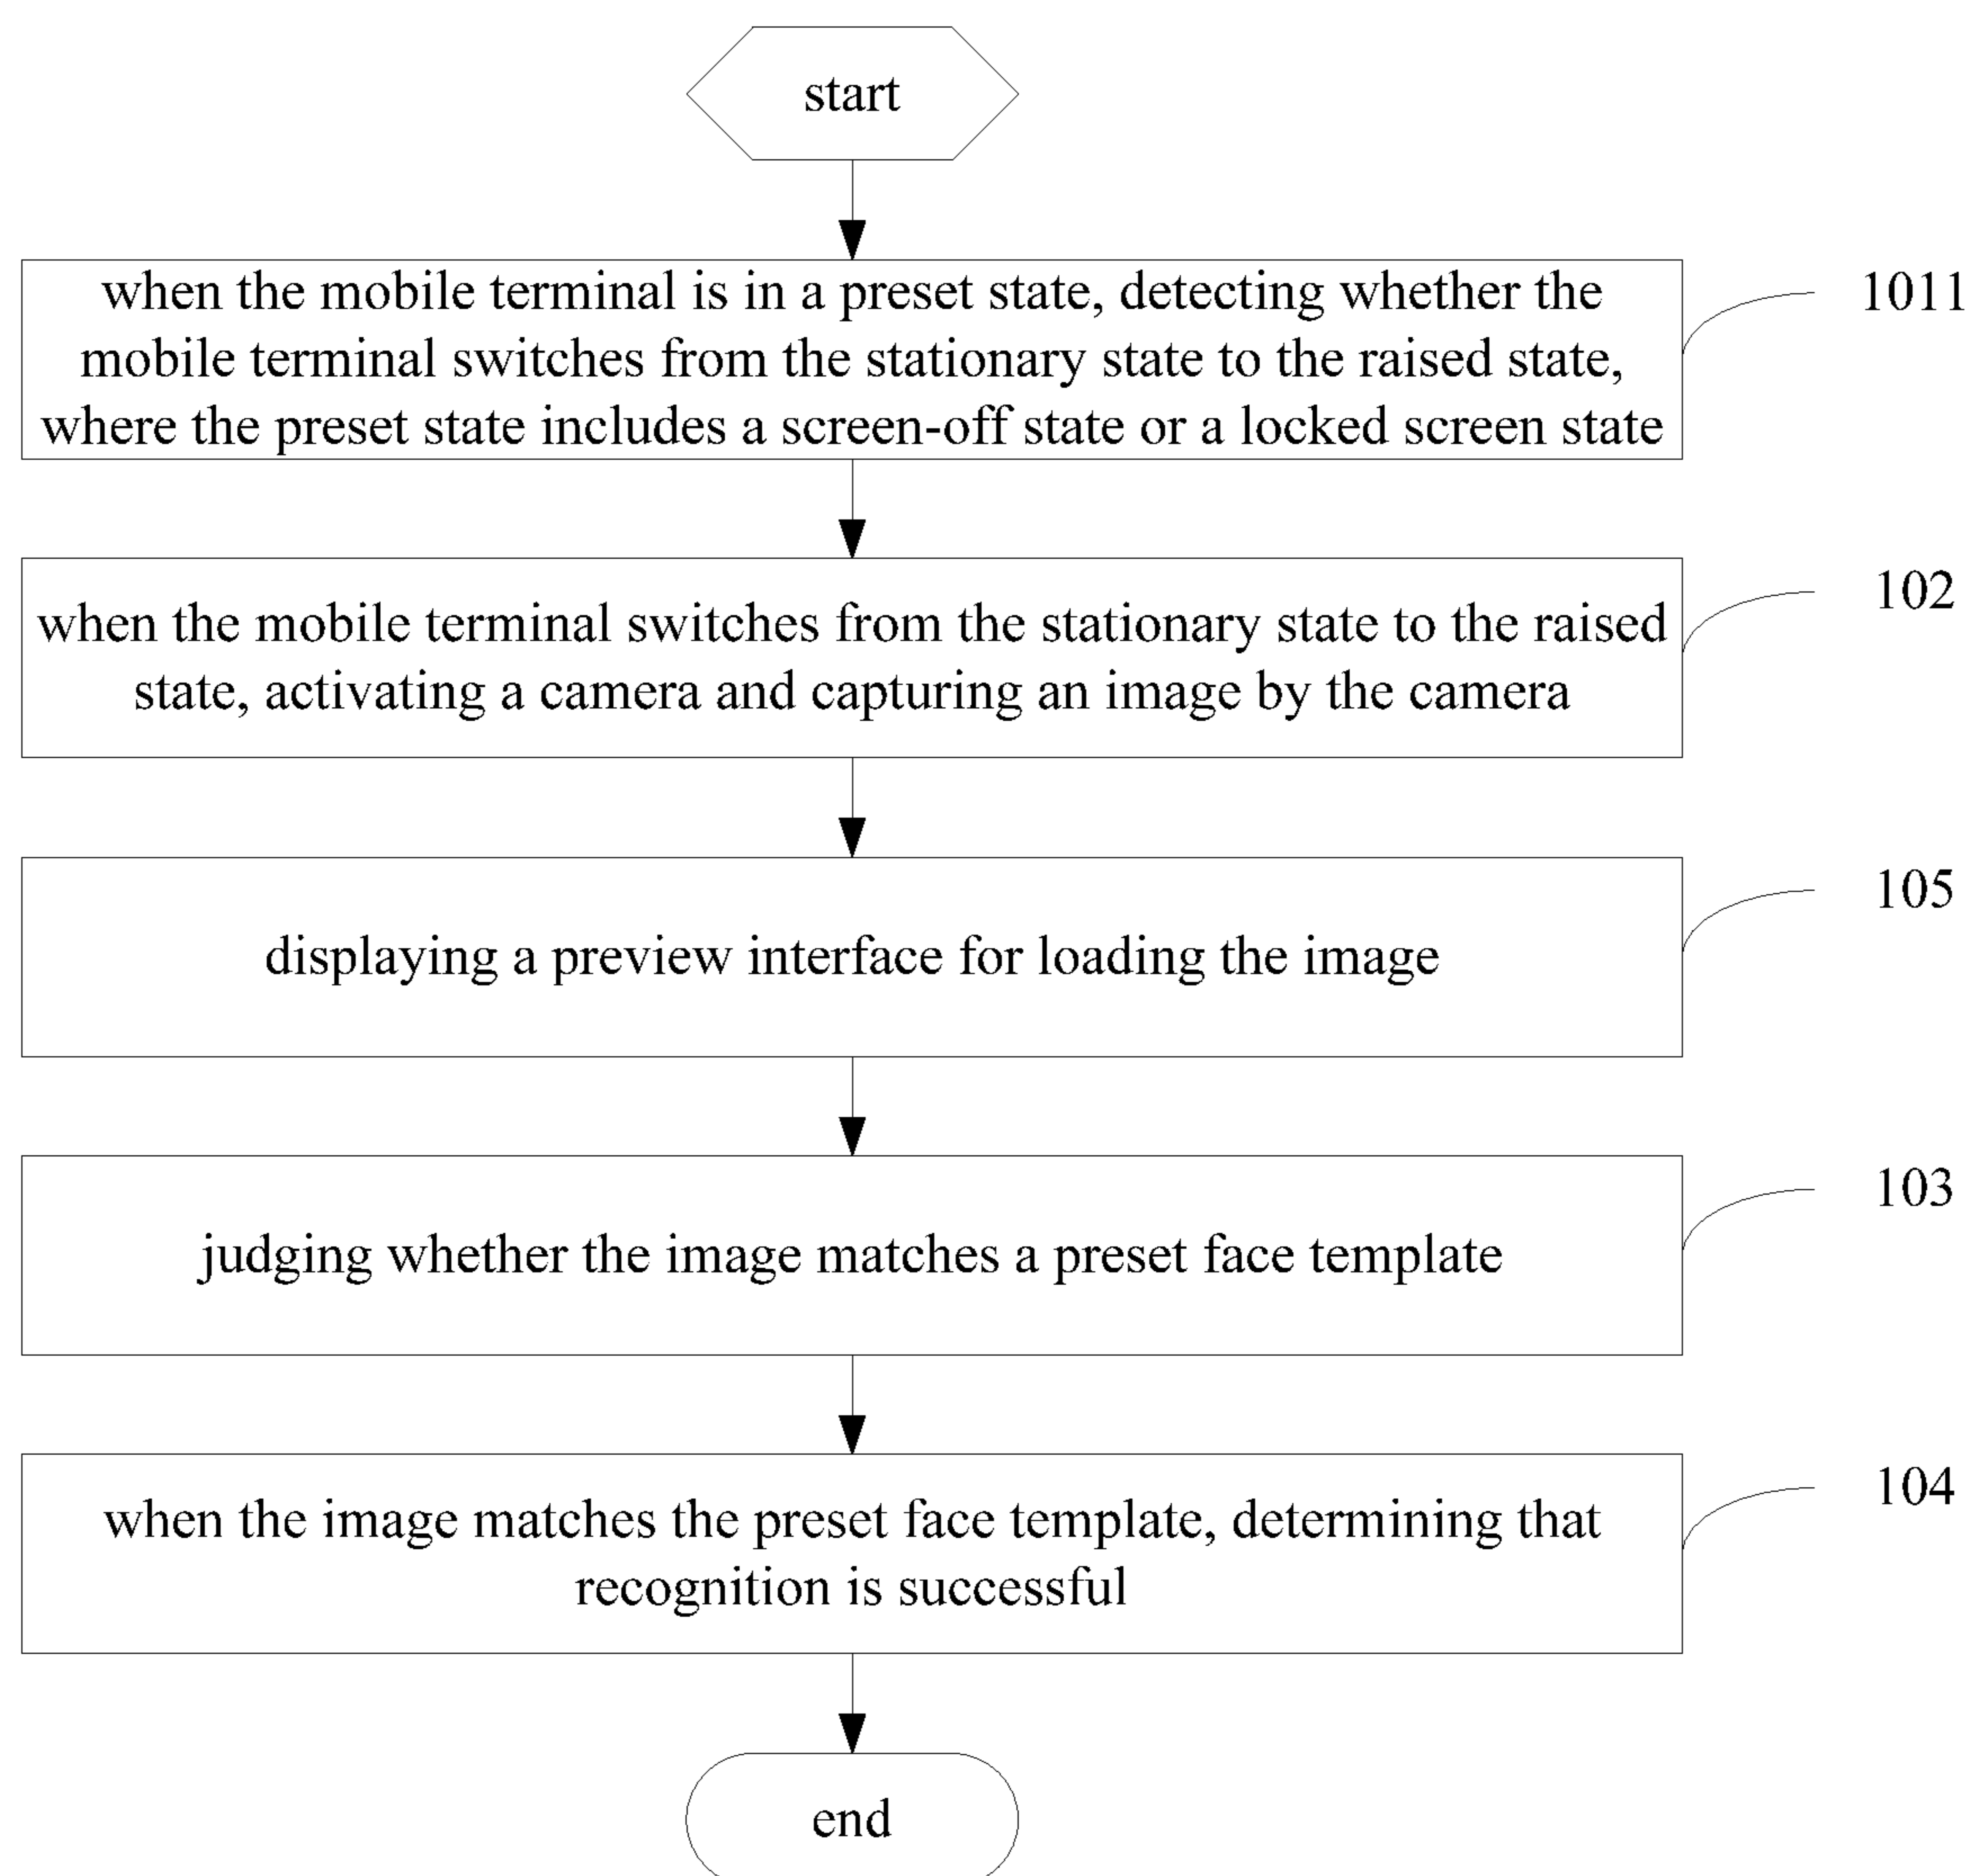 start
when the mobile terminal is in a preset state, detecting whether the
mobile terminal switches from the stationary state to the raised state,
where the preset state includes a screen-off state or a locked screen state
1011
when the mobile terminal switches from the stationary state to the raised
state, activating a camera and capturing an image by the camera
102
displaying a preview interface for loading the image
105
judging whether the image matches a preset face template
103
when the image matches the preset face template, determining that
recognition is successful
104
end